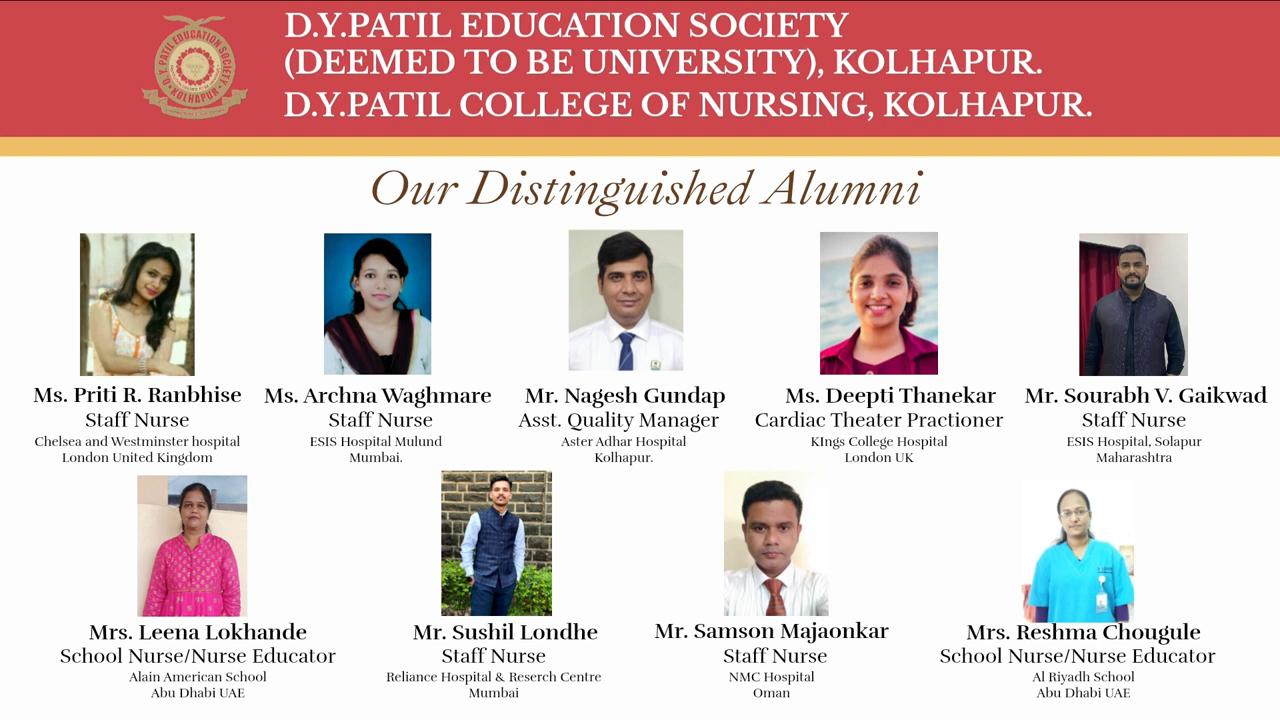 D.Y.PATIL EDUCATION SOCIETY
(DEEMED TO BE UNIVERSITY), KOLHAPUR.
D.Y.PATIL COLLEGE OF NURSING, KOLHAPUR.
D. Y. PATIL EDUCATION SOCIETY
KOLHAPUR
Our Distinguished Alumni
Ms. Priti R. Ranbhise
Staff Nurse
Chelsea and Westminster hospital
London United Kingdom
Ms. Archna Waghmare
Staff Nurse
ESIS Hospital Mulund
Mumbai.
Mr. Nagesh Gundap
Asst. Quality Manager
Aster Adhar Hospital
Kolhapur.
Ms. Deepti Thanekar
Cardiac Theater Practioner
KIngs College Hospital
London UK
Mr. Sourabh V. Gaikwad
Staff Nurse
ESIS Hospital, Solapur
Maharashtra
Mrs. Leena Lokhande
School Nurse/Nurse Educator
Alain American School
Abu Dhabi UAE
Mr. Sushil Londhe
Staff Nurse
Reliance Hospital & Reserch Centre
Mumbai
Mr. Samson Majaonkar
Staff Nurse
NMC Hospital
Oman
Mrs. Reshma Chougule
School Nurse/Nurse Educator
Al Riyadh School
Abu Dhabi UAE